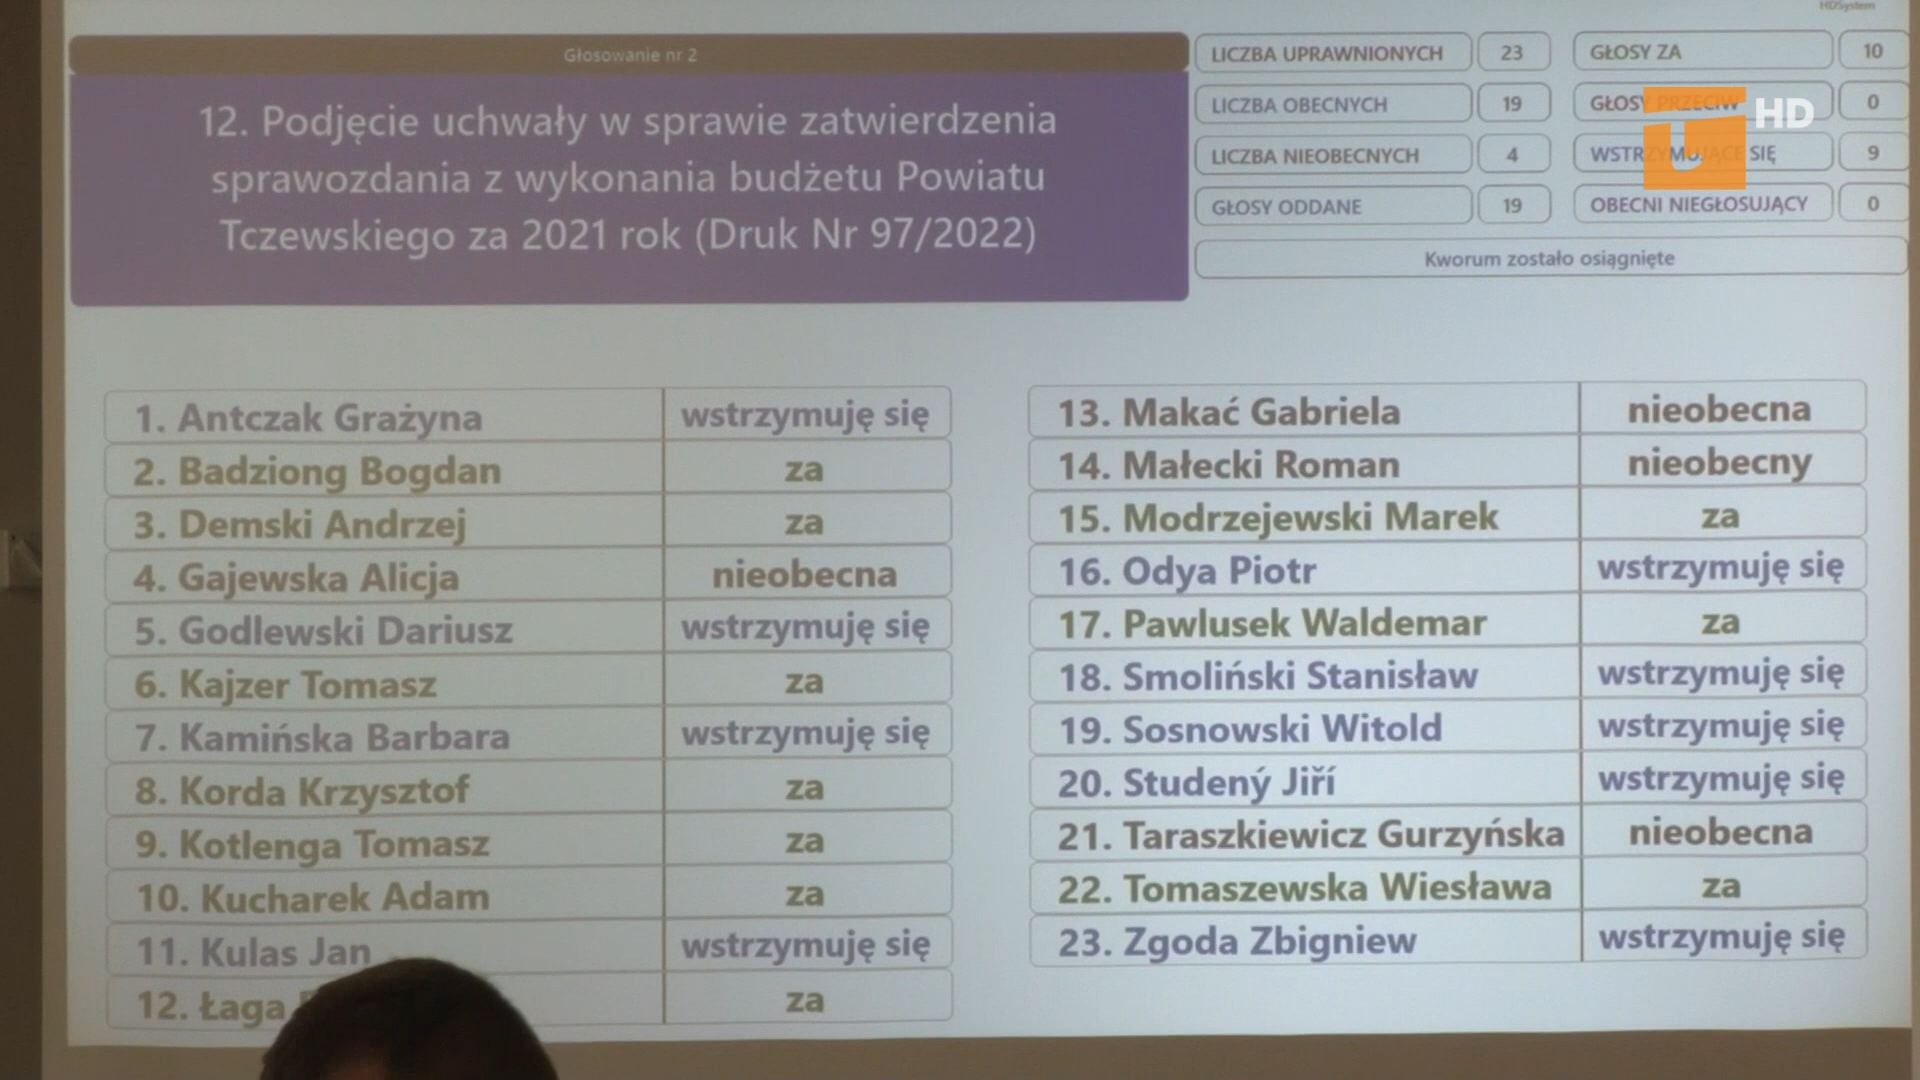 HDSystem
Głosowanie nr 2
12. Podjęcie uchwały w sprawie zatwierdzenia
sprawozdania z wykonania budżetu Powiatu
Tczewskiego za 2021 rok (Druk Nr 97/2022)
LICZBA UPRAWNIONYCH 23
GŁOSY ZA 10
LICZBA OBECNYCH 19
GŁOSY PRZECIW 0
LICZBA NIEOBECNYCH 4
WSTRZYMUJĄCE SIĘ 9
GŁOSY ODDANE 19
OBECNI NIEGŁOSUJĄCY 0
Kworum zostało osiągnięte
HD
1. Antczak Grażyna wstrzymuję się
2. Badziong Bogdan za
3. Demski Andrzej za
4. Gajewska Alicja nieobecna
5. Godlewski Dariusz wstrzymuję się
6. Kajzer Tomasz za
7. Kamińska Barbara wstrzymuję się
8. Korda Krzysztof za
9. Kotlenga Tomasz za
10. Kucharek Adam za
11. Kulas Jan wstrzymuję się
12. Łaga za
13. Makać Gabriela nieobecna
14. Małecki Roman nieobecny
15. Modrzejewski Marek za
16. Odya Piotr wstrzymuję się
17. Pawlusek Waldemar za
18. Smoliński Stanisław wstrzymuję się
19. Sosnowski Witold wstrzymuję się
20. Studený Jiří wstrzymuję się
21. Taraszkiewicz Gurzyńska nieobecna
22. Tomaszewska Wiesława za
23. Zgoda Zbigniew wstrzymuję się